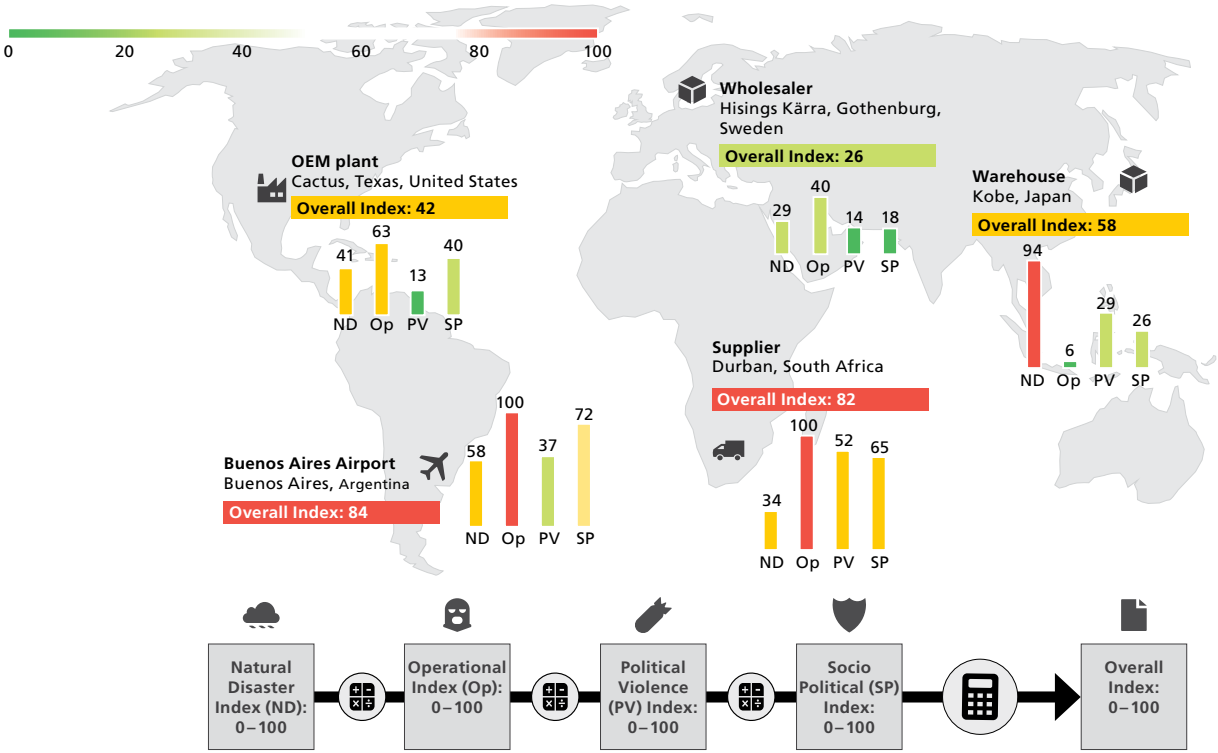 0 20 40 60 80 100
Wholesaler
Hisings Kärra, Gothenburg,
Sweden
Overall Index: 26
40
29
14
18
ND Op PV SP
OEM plant
Cactus, Texas, United States
Overall Index: 42
63
41
40
13
ND Op PV SP
Warehouse
Kobe, Japan
Overall Index: 58
94
29
26
6
ND Op PV SP
Supplier
Durban, South Africa
Overall Index: 82
100
52
65
34
ND Op PV SP
Buenos Aires Airport
Buenos Aires, Argentina
Overall Index: 84
100
72
58
37
ND Op PV SP
Natural
Disaster
Index (ND):
0–100
Operational
Index (Op):
0–100
Political
Violence
(PV) Index:
0–100
Socio
Political (SP)
Index:
0–100
Overall
Index:
0–100